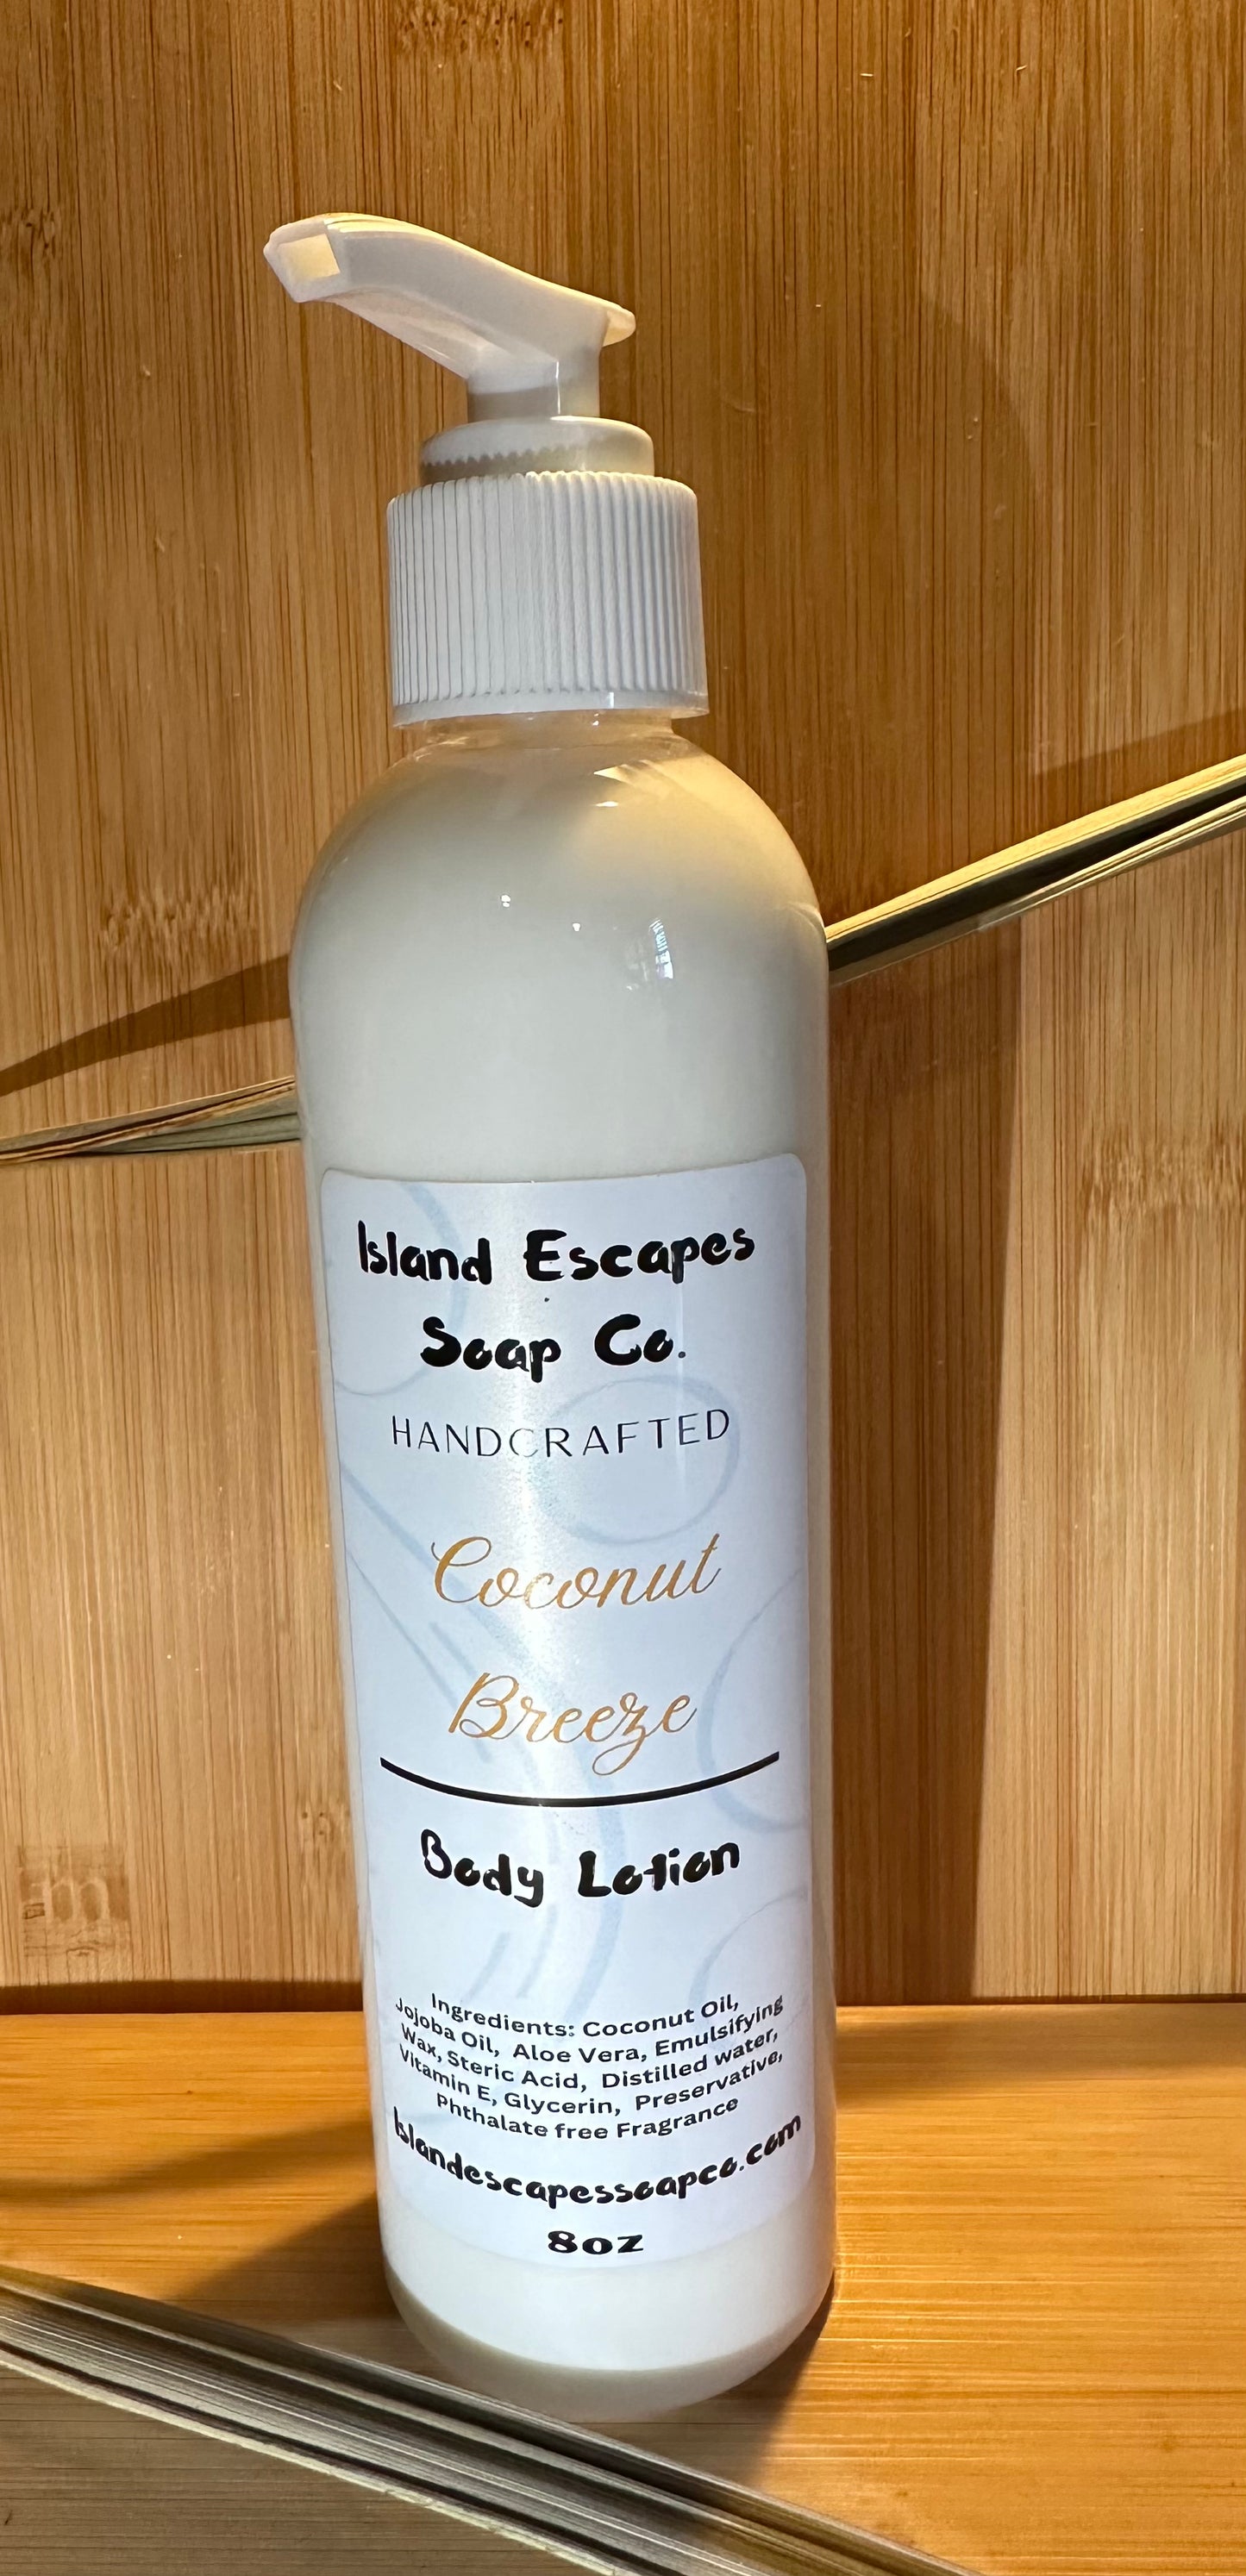 Island Escapes
Soap Co.
HANDCRAFTED
Coconut
Breeze
Body Lotion
Ingredients: Coconut Oil,
Jojoba Oil, Aloe Vera, Emulsifying
Wax, Steric Acid, Distilled water,
Vitamin E, Glycerin, Preservative,
Phthalate free Fragrance
Islandescapessoapco.com
8oz